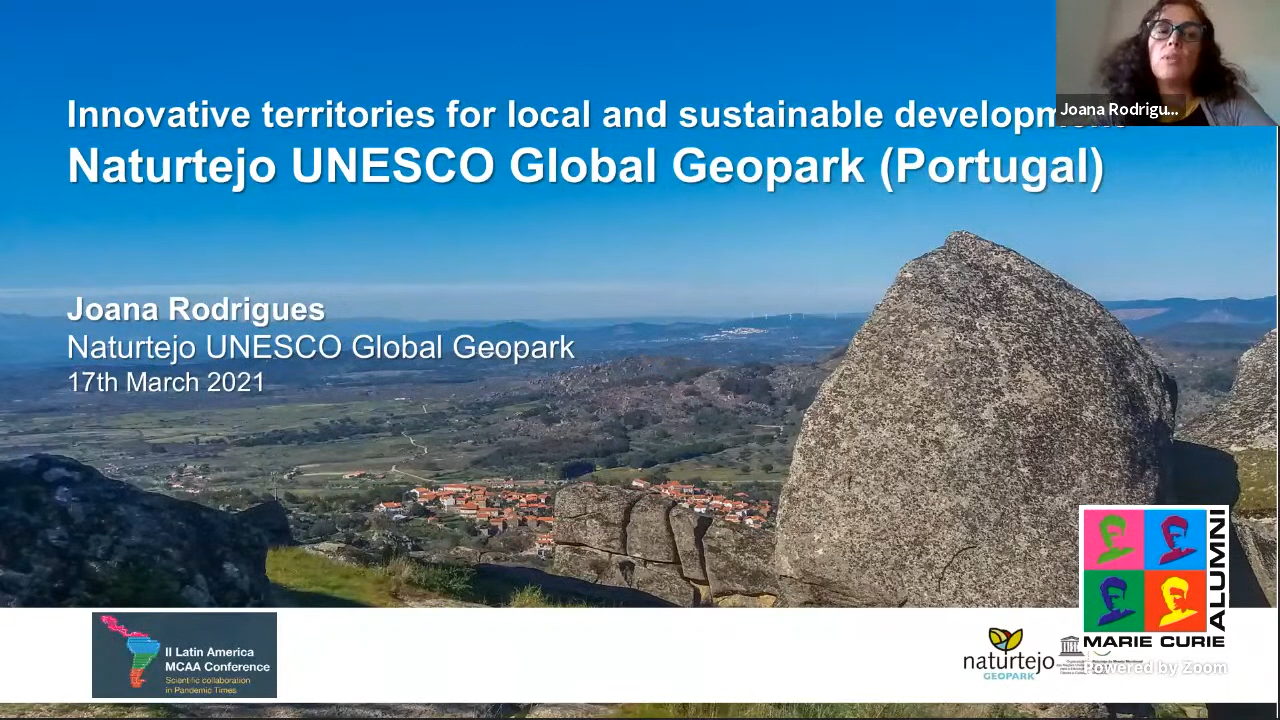 Innovative territories for local and sustainable developm
Naturtejo UNESCO Global Geopark (Portugal)
Joana Rodrigu...
Joana Rodrigues
Naturtejo UNESCO Global Geopark
17th March 2021
II Latin America
MCAA Conference
Scientific collaboration
in Pandemic Times
naturtejo
GEOPARK
ALUMNI
MARIE CURIE
Powered by Zoom